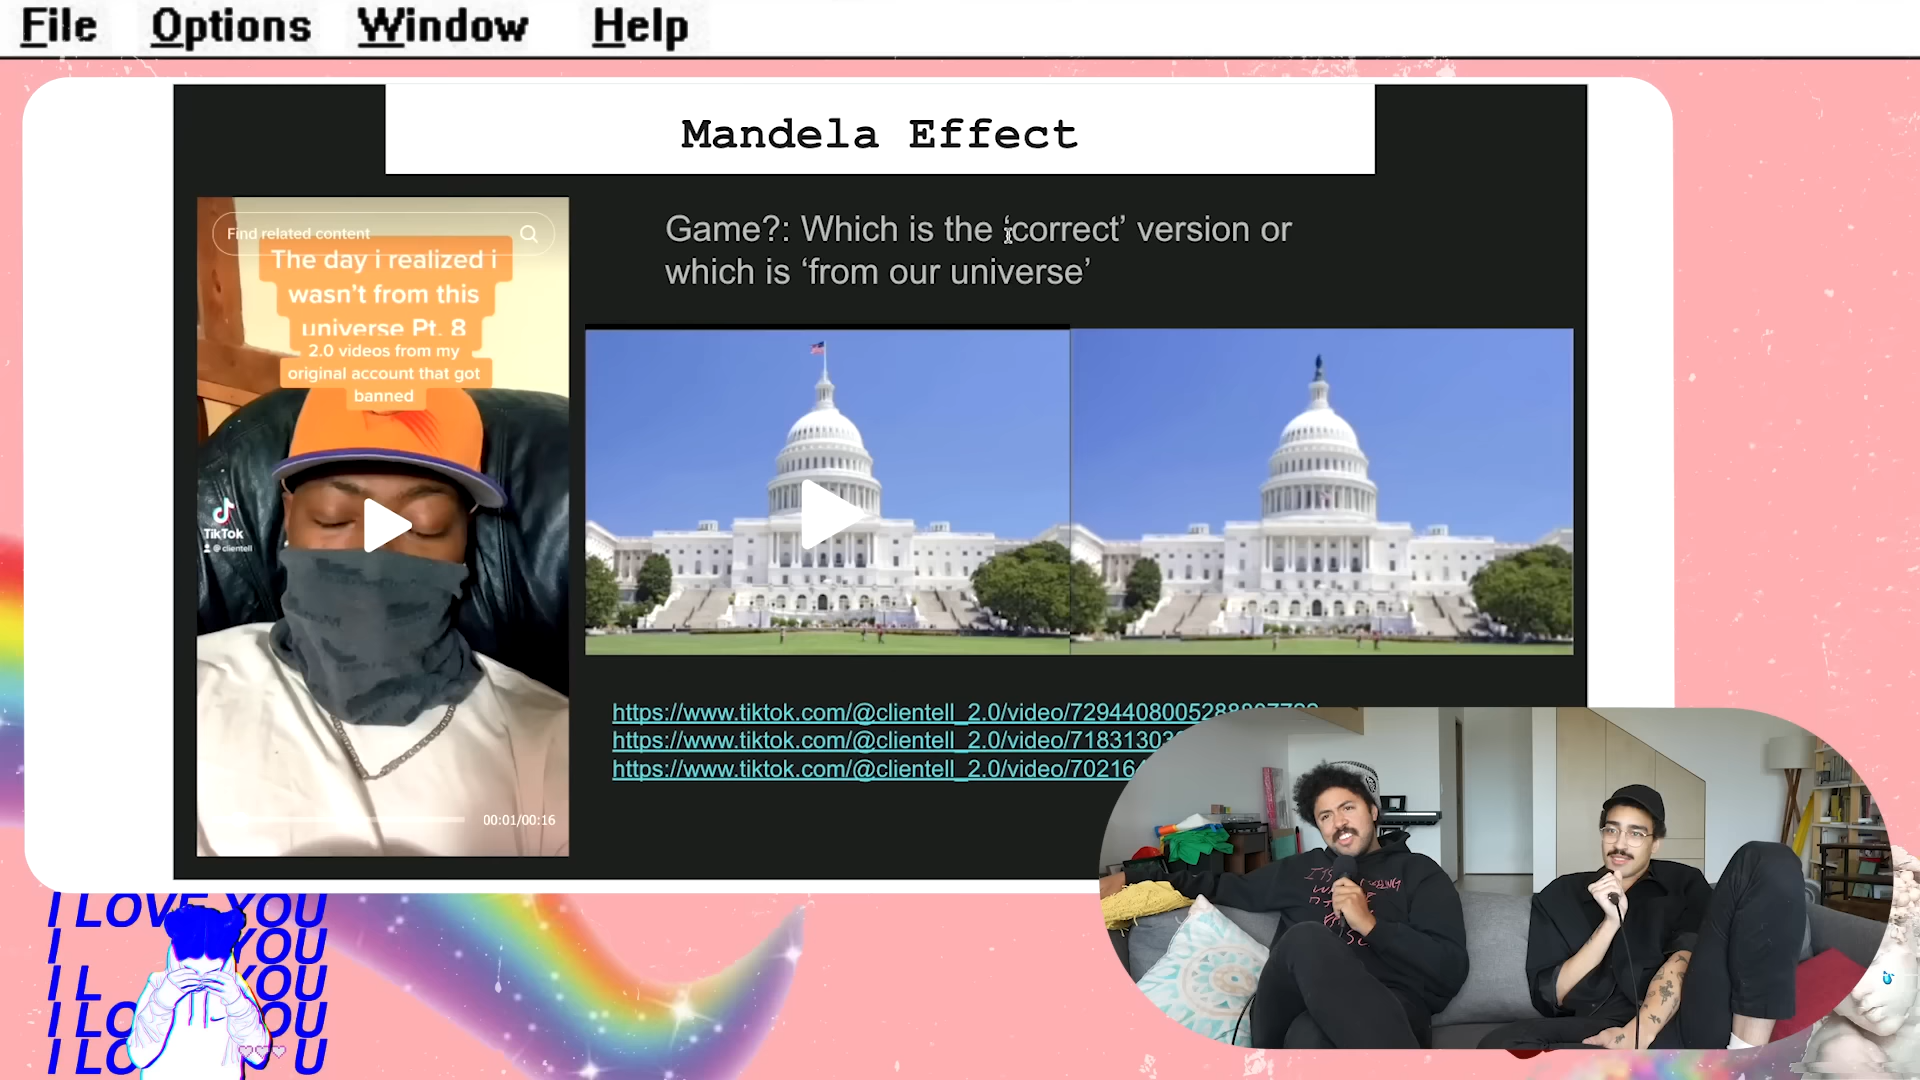 File Options Window Help
Mandela Effect
Find related content
The day i realized i
wasn't from this
universe Pt. 8
2.0 videos from my
original account that got
banned
TikTok
@clientell
00:01/00:16
Game?: Which is the ‘correct’ version or
which is ‘from our universe’
https://www.tiktok.com/@clientell_2.0/video/7294408005288
https://www.tiktok.com/@clientell_2.0/video/7183130
https://www.tiktok.com/@clientell_2.0/video/70216
I LOVE YOU
I YOU
I L YOU
I LO OU
I LO U